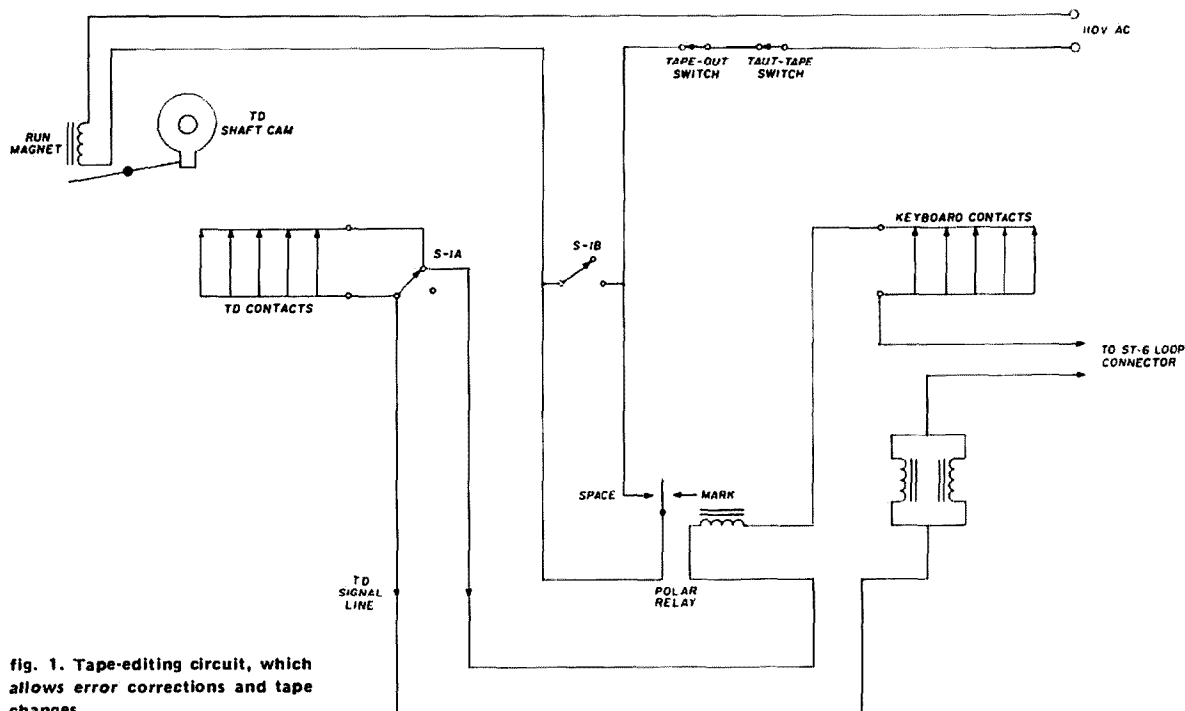 110V AC
TAPE-OUT
SWITCH
TAUT-TAPE
SWITCH
TD
SHAFT CAM
RUN
MAGNET
KEYBOARD CONTACTS
S-1A
S-1B
TD CONTACTS
TO ST-6 LOOP
CONNECTOR
SPACE
MARK
TD
SIGNAL
LINE
POLAR
RELAY
fig. 1. Tape-editing circuit, which
allows error corrections and tape
changes